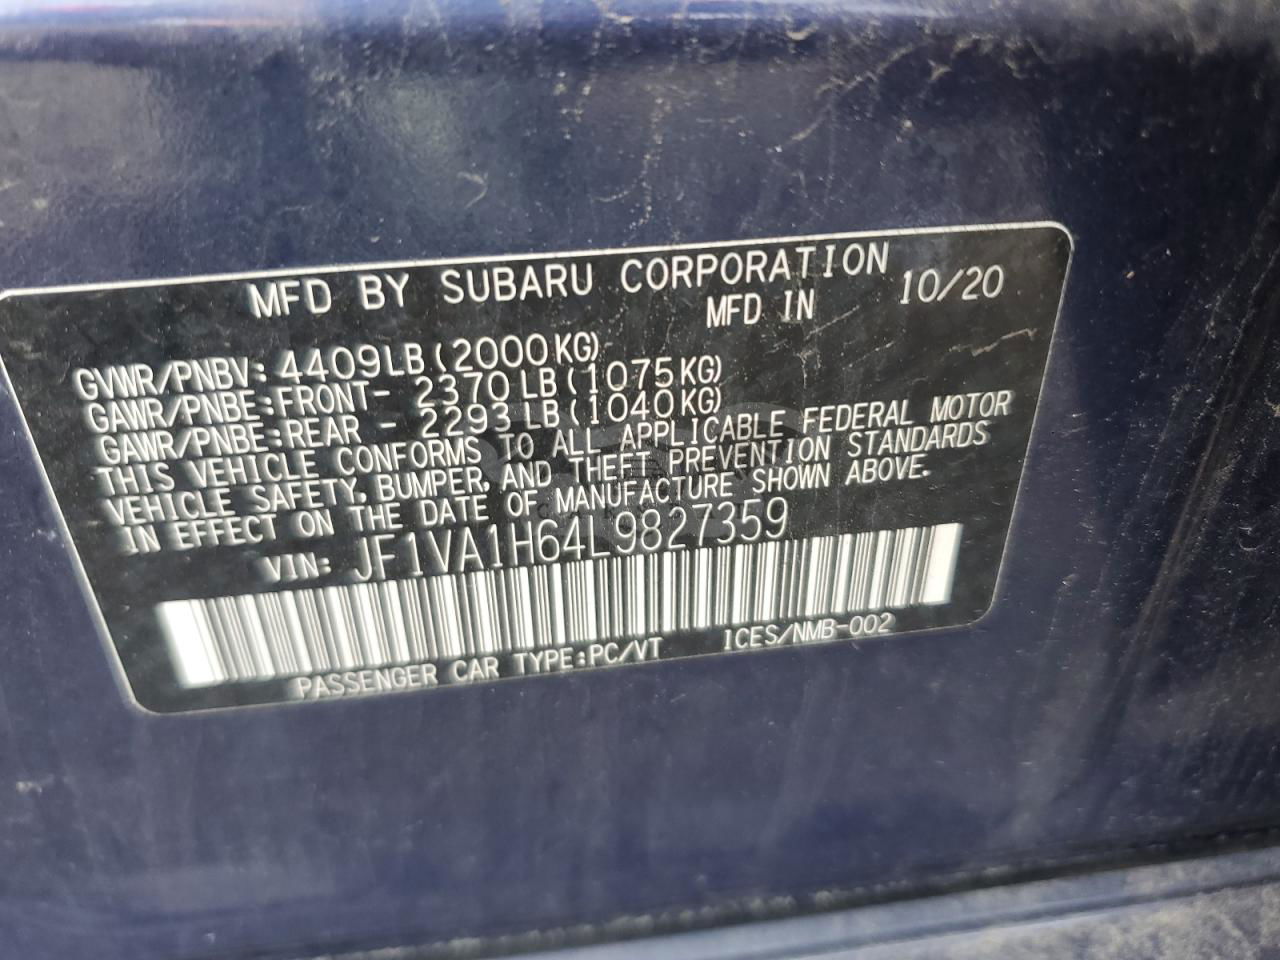 MFD BY SUBARU CORPORATION
MFD IN 10/20
GVWR/PNBV: 4409LB(2000KG)
GAWR/PNBE:FRONT- 2370LB(1075KG)
GAWR/PNBE:REAR - 2293LB(1040KG)
THIS VEHICLE CONFORMS TO ALL APPLICABLE FEDERAL MOTOR
VEHICLE SAFETY, BUMPER, AND THEFT PREVENTION STANDARDS
IN EFFECT ON THE DATE OF MANUFACTURE SHOWN ABOVE.
VIN: JF1VA1H64L9827359
PASSENGER CAR TYPE:PC/VT ICES/NMB-002